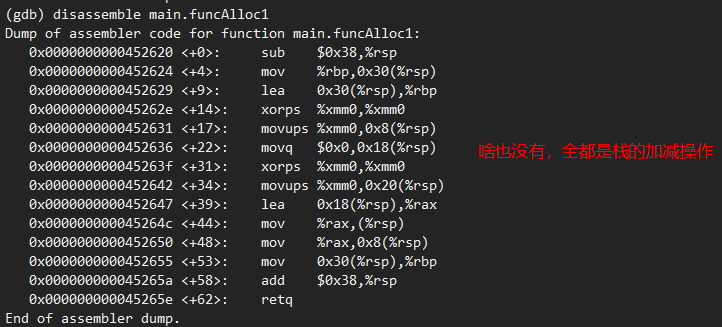 (gdb) disassemble main.funcAlloc1
Dump of assembler code for function main.funcAlloc1:
   0x0000000000452620 <+0>:     sub    $0x38,%rsp
   0x0000000000452624 <+4>:     mov    %rbp,0x30(%rsp)
   0x0000000000452629 <+9>:     lea    0x30(%rsp),%rbp
   0x000000000045262e <+14>:    xorps  %xmm0,%xmm0
   0x0000000000452631 <+17>:    movups %xmm0,0x8(%rsp)
   0x0000000000452636 <+22>:    movq   $0x0,0x18(%rsp)
   0x000000000045263f <+31>:    xorps  %xmm0,%xmm0
   0x0000000000452642 <+34>:    movups %xmm0,0x20(%rsp)
   0x0000000000452647 <+39>:    lea    0x18(%rsp),%rax
   0x000000000045264c <+44>:    mov    %rax,(%rsp)
   0x0000000000452650 <+48>:    mov    %rax,0x8(%rsp)
   0x0000000000452655 <+53>:    mov    0x30(%rsp),%rbp
   0x000000000045265a <+58>:    add    $0x38,%rsp
   0x000000000045265e <+62>:    retq
End of assembler dump.
啥也没有，全都是栈的加减操作